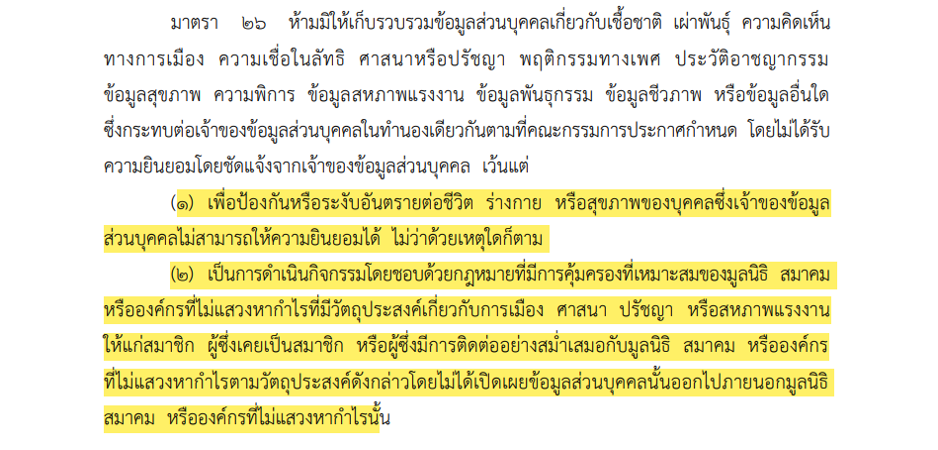 มาตรา ๒๖ ห้ามมิให้เก็บรวบรวมข้อมูลส่วนบุคคลเกี่ยวกับเชื้อชาติ เผ่าพันธุ์ ความคิดเห็น
ทางการเมือง ความเชื่อในลัทธิ ศาสนาหรือปรัชญา พฤติกรรมทางเพศ ประวัติอาชญากรรม
ข้อมูลสุขภาพ ความพิการ ข้อมูลสหภาพแรงงาน ข้อมูลพันธุกรรม ข้อมูลชีวภาพ หรือข้อมูลอื่นใด
ซึ่งกระทบต่อเจ้าของข้อมูลส่วนบุคคลในทำนองเดียวกันตามที่คณะกรรมการประกาศกำหนด โดยไม่ได้รับ
ความยินยอมโดยชัดแจ้งจากเจ้าของข้อมูลส่วนบุคคล เว้นแต่
(๑) เพื่อป้องกันหรือระงับอันตรายต่อชีวิต ร่างกาย หรือสุขภาพของบุคคลซึ่งเจ้าของข้อมูล
ส่วนบุคคลไม่สามารถให้ความยินยอมได้ ไม่ว่าด้วยเหตุใดก็ตาม
(๒) เป็นการดำเนินกิจกรรมโดยชอบด้วยกฎหมายที่มีการคุ้มครองที่เหมาะสมของมูลนิธิ สมาคม
หรือองค์กรที่ไม่แสวงหากำไรที่มีวัตถุประสงค์เกี่ยวกับการเมือง ศาสนา ปรัชญา หรือสหภาพแรงงาน
ให้แก่สมาชิก ผู้ซึ่งเคยเป็นสมาชิก หรือผู้ซึ่งมีการติดต่ออย่างสม่ำเสมอกับมูลนิธิ สมาคม หรือองค์กร
ที่ไม่แสวงหากำไรตามวัตถุประสงค์ดังกล่าวโดยไม่ได้เปิดเผยข้อมูลส่วนบุคคลนั้นออกไปภายนอกมูลนิธิ
สมาคม หรือองค์กรที่ไม่แสวงหากำไรนั้น